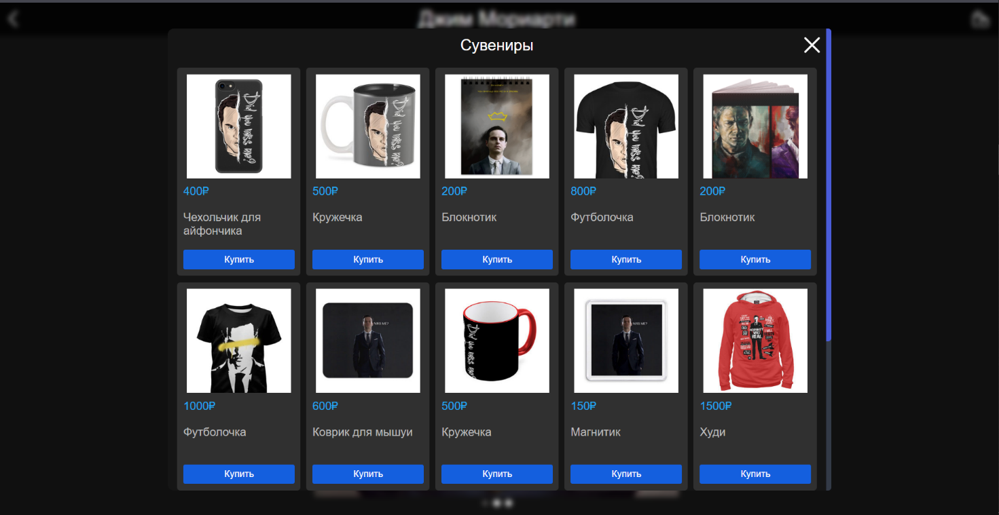 Джим Мориарти
Сувениры
Did you miss me?
Did you miss me?
Did you miss me?
400₽
500₽
200₽
800₽
200₽
Чехольчик для
айфончика
Кружечка
Блокнотик
Футболочка
Блокнотик
Купить
Купить
Купить
Купить
Купить
MISS ME?
Did you miss me?
MISS ME?
1000₽
600₽
500₽
150₽
1500₽
Футболочка
Коврик для мышуи
Кружечка
Магнитик
Худи
Купить
Купить
Купить
Купить
Купить